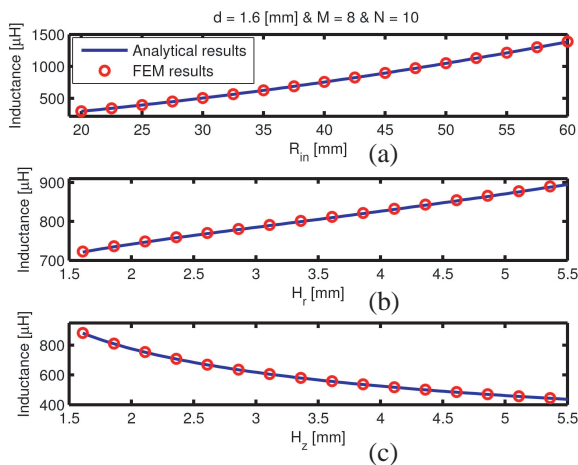 d = 1.6 [mm] & M = 8 & N = 10
Inductance [µH]
1500
1000
500
Analytical results
FEM results
20 25 30 35 40 45 50 55 60
R_in [mm]
(a)
Inductance [µH]
900
800
700
1.5 2 2.5 3 3.5 4 4.5 5 5.5
H_r [mm]
(b)
Inductance [µH]
800
600
400
1.5 2 2.5 3 3.5 4 4.5 5 5.5
H_z [mm]
(c)